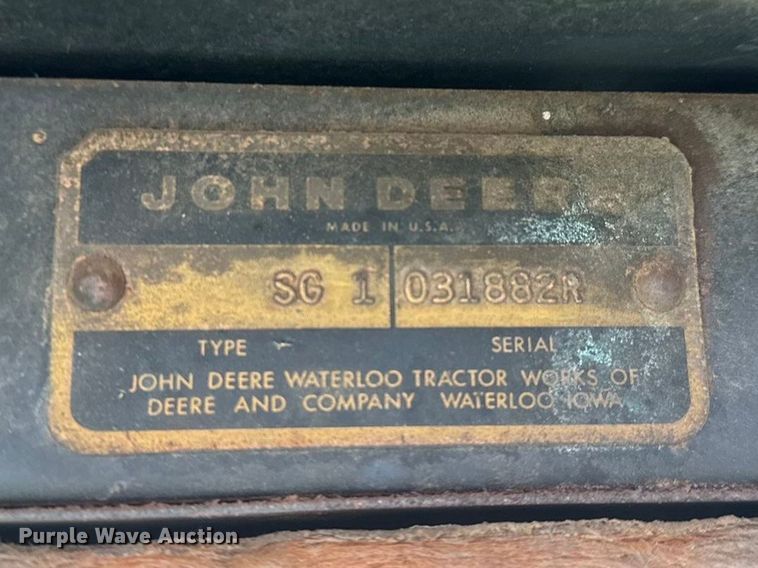 JOHN DEERE
MADE IN U.S.A.
SG 1 031882R
TYPE SERIAL
JOHN DEERE WATERLOO TRACTOR WORKS OF
DEERE AND COMPANY WATERLOO IOWA
Purple Wave Auction